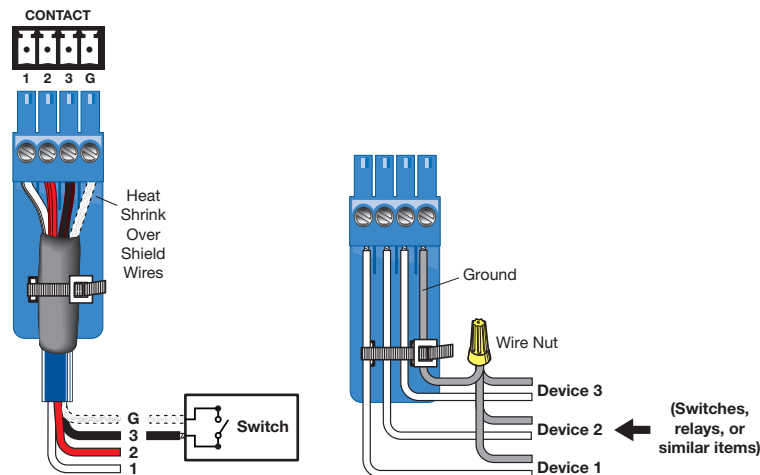 CONTACT
1 2 3 G
Heat
Shrink
Over
Shield
Wires
G
3
2
1
Switch
Ground
Wire Nut
Device 3
Device 2
Device 1
(Switches,
relays, or
similar items)